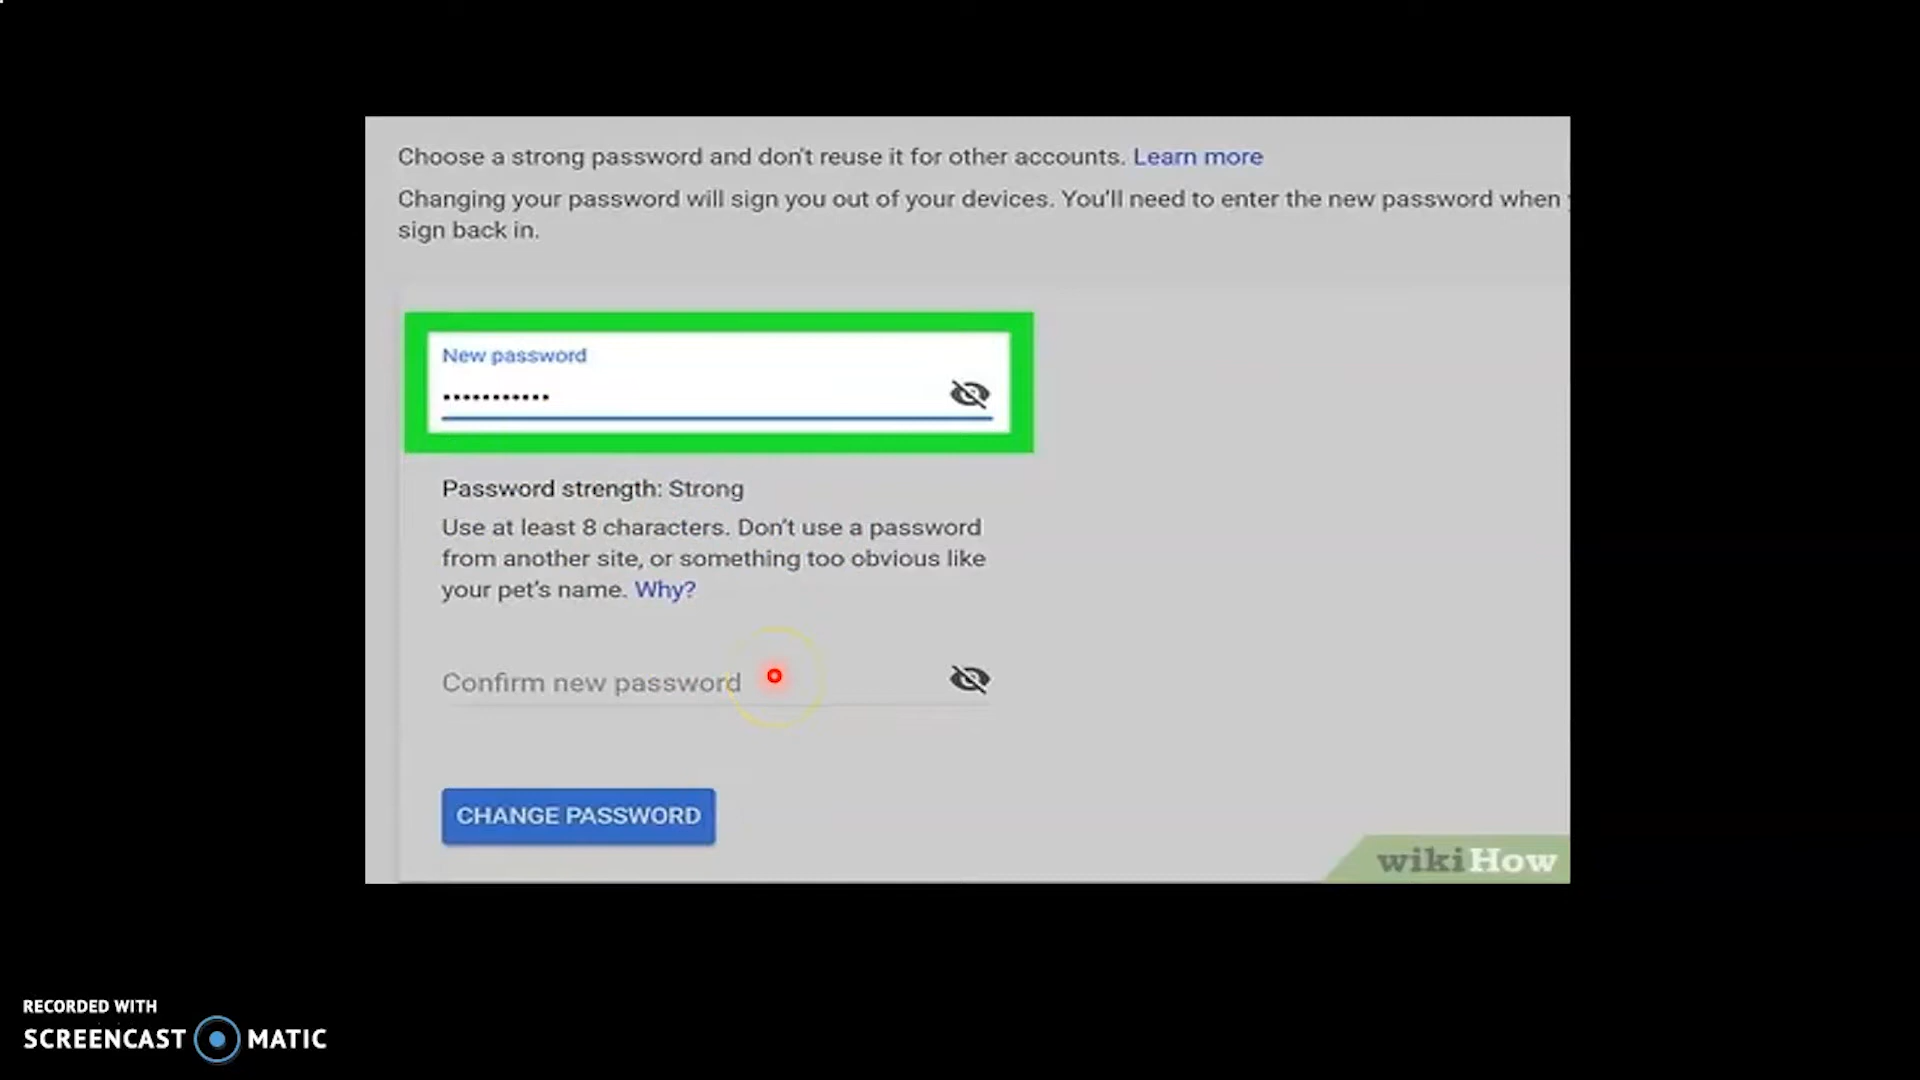 Choose a strong password and don't reuse it for other accounts. Learn more
Changing your password will sign you out of your devices. You'll need to enter the new password when
sign back in.
New password
Password strength: Strong
Use at least 8 characters. Don't use a password
from another site, or something too obvious like
your pet's name. Why?
Confirm new password
CHANGE PASSWORD
wikiHow
RECORDED WITH
SCREENCAST MATIC